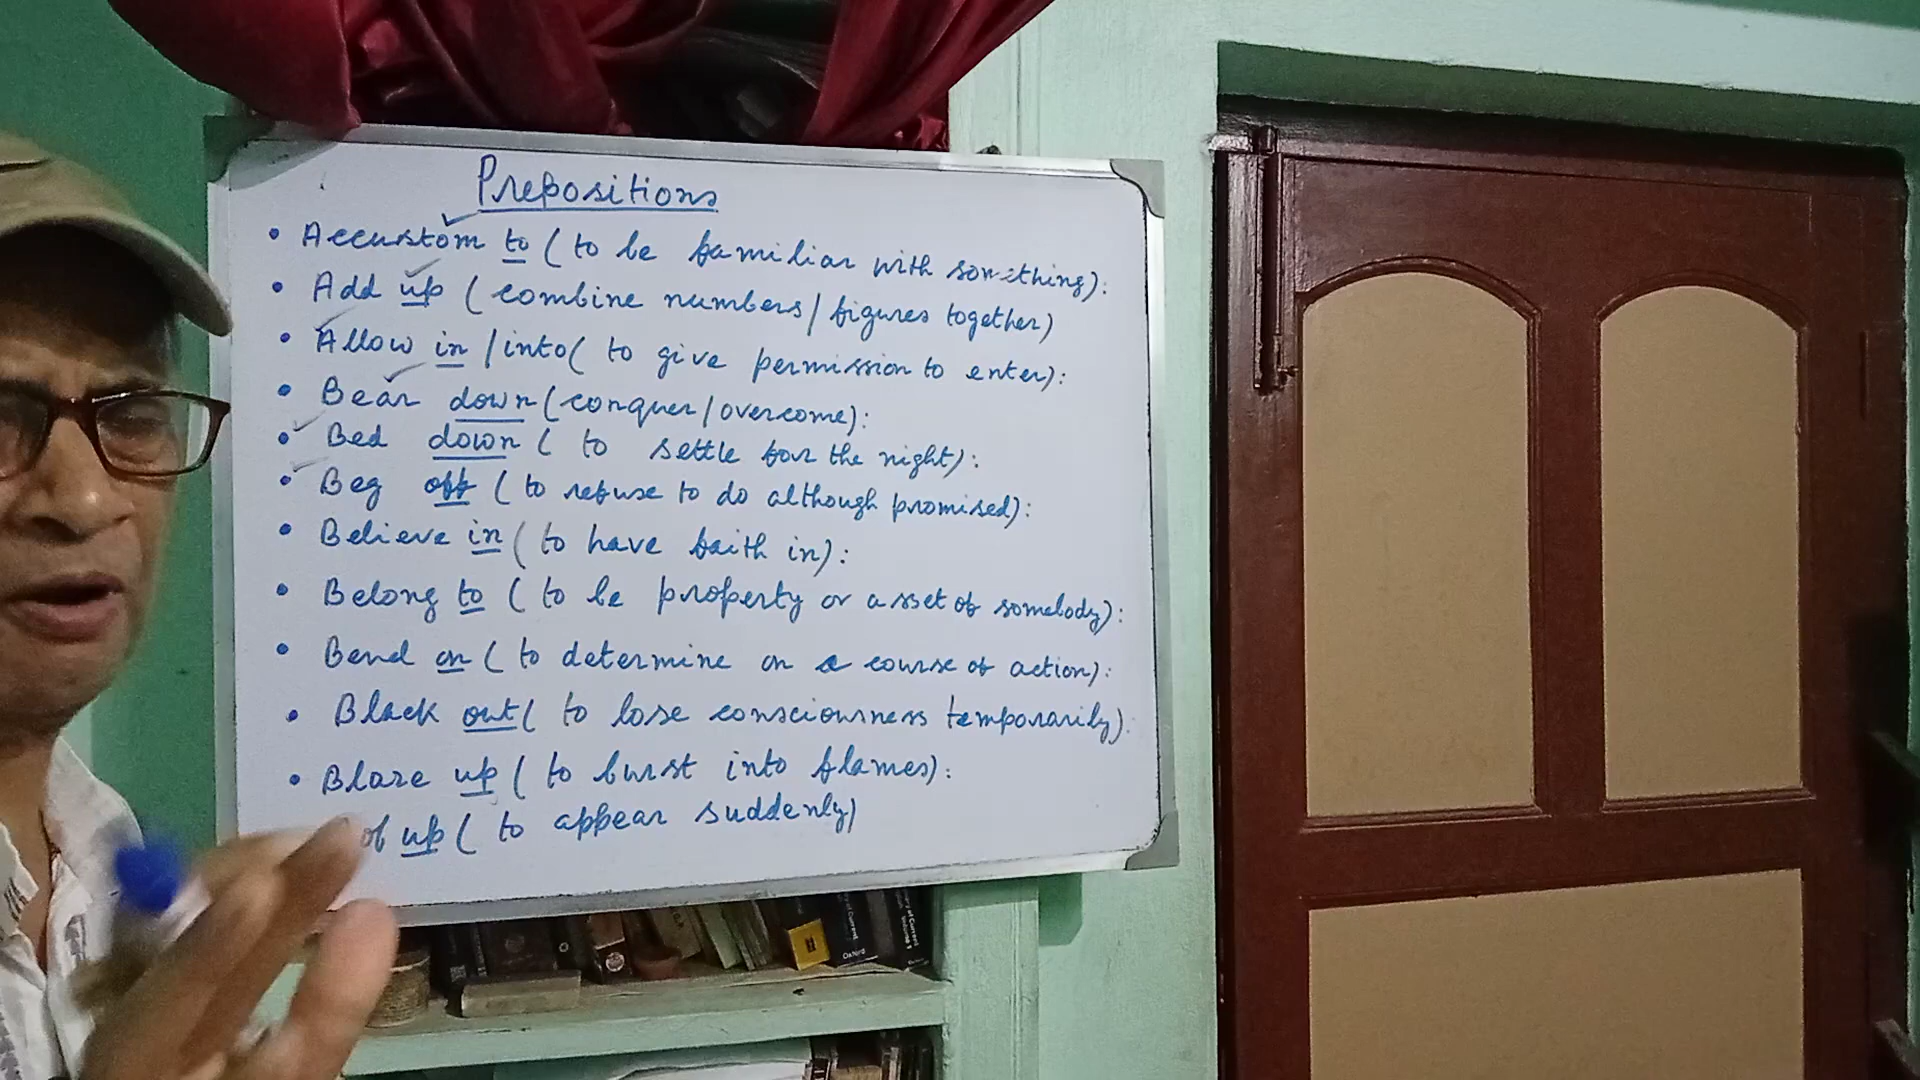 Prepositions
• Accustom to ( to be familiar with something):
• Add up ( combine numbers/figures together)
• Allow in /into( to give permission to enter):
• Bear down (conquer/overcome):
• Bed down ( to settle for the night):
• Beg off ( to refuse to do although promised):
• Believe in ( to have faith in):
• Belong to ( to be property or asset of somebody):
• Bend on ( to determine on a course of action):
• Black out ( to lose consciousness temporarily):
• Blaze up ( to burst into flames):
up ( to appear suddenly)
Oxford